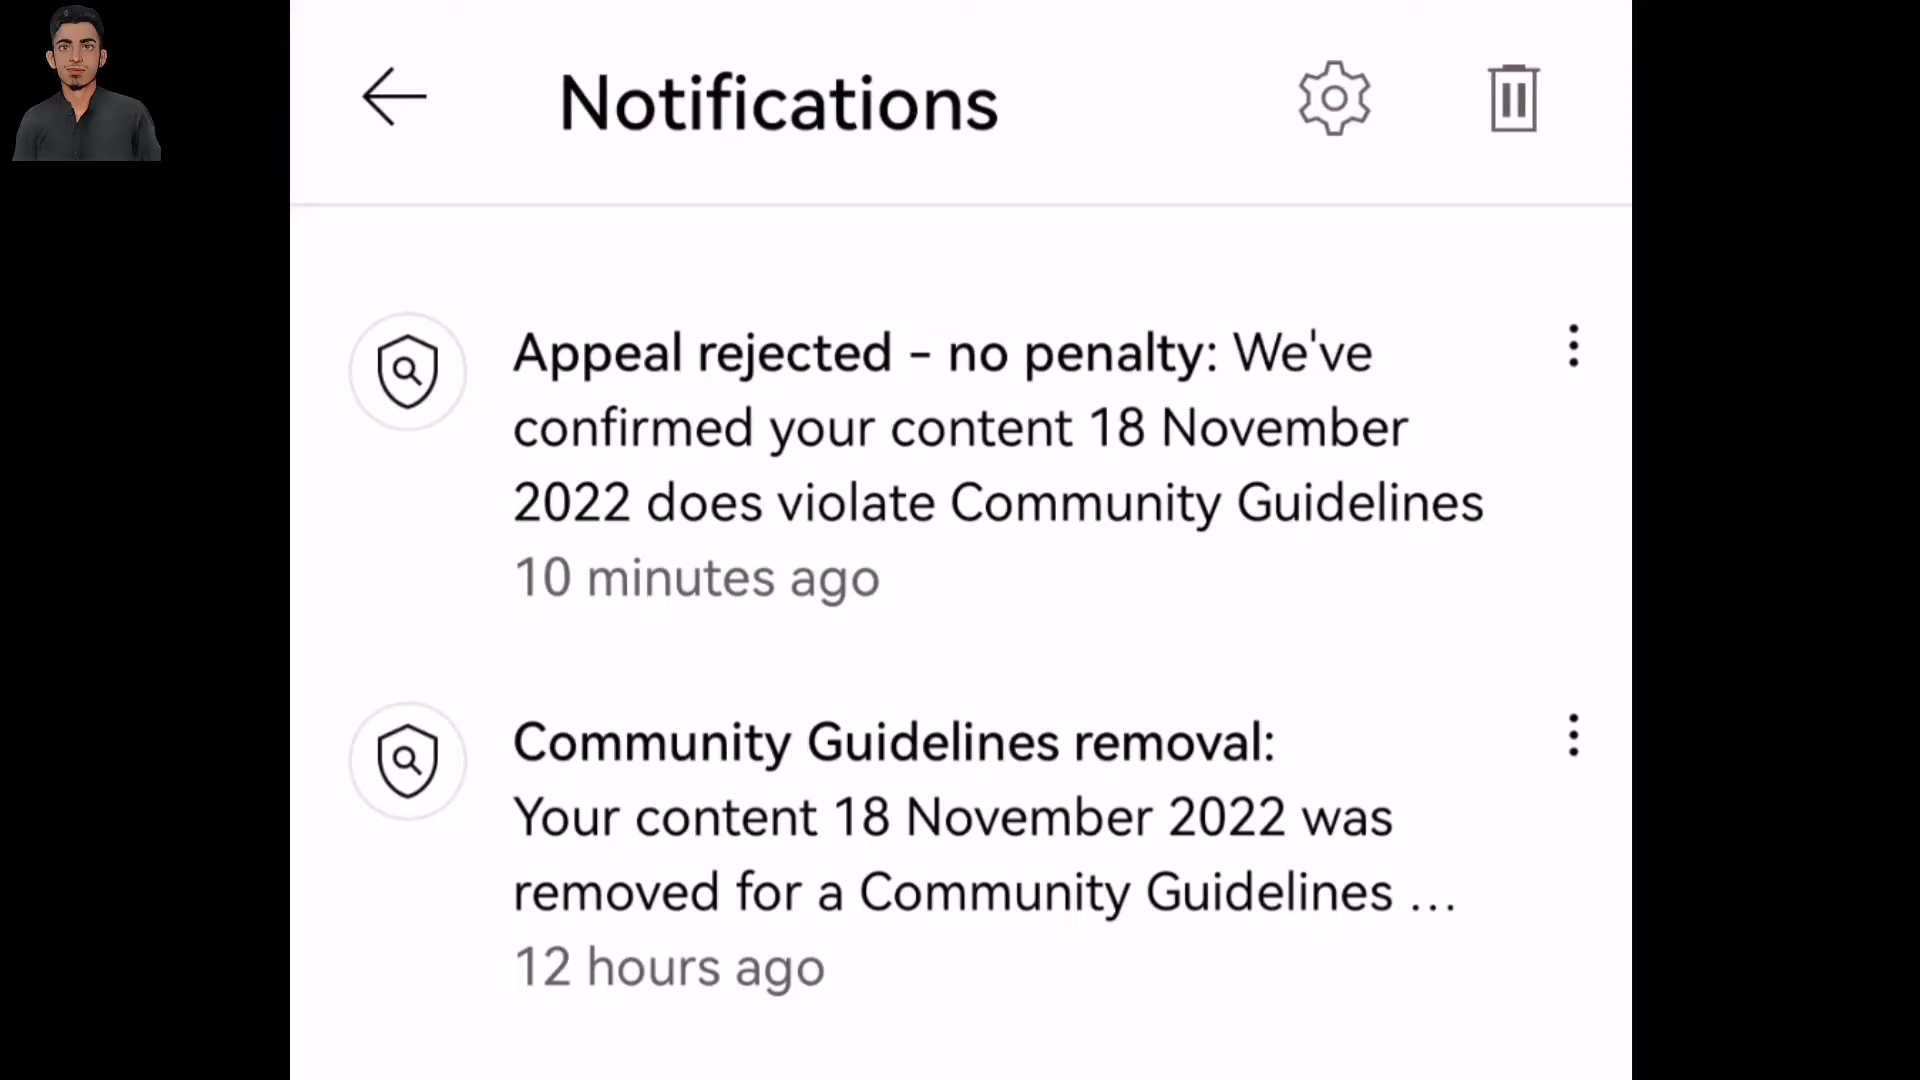 Notifications
Appeal rejected – no penalty: We've
confirmed your content 18 November
2022 does violate Community Guidelines
10 minutes ago
Community Guidelines removal:
Your content 18 November 2022 was
removed for a Community Guidelines ...
12 hours ago